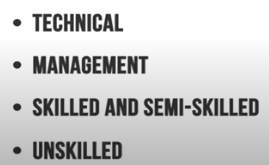 • TECHNICAL
• MANAGEMENT
• SKILLED AND SEMI-SKILLED
• UNSKILLED